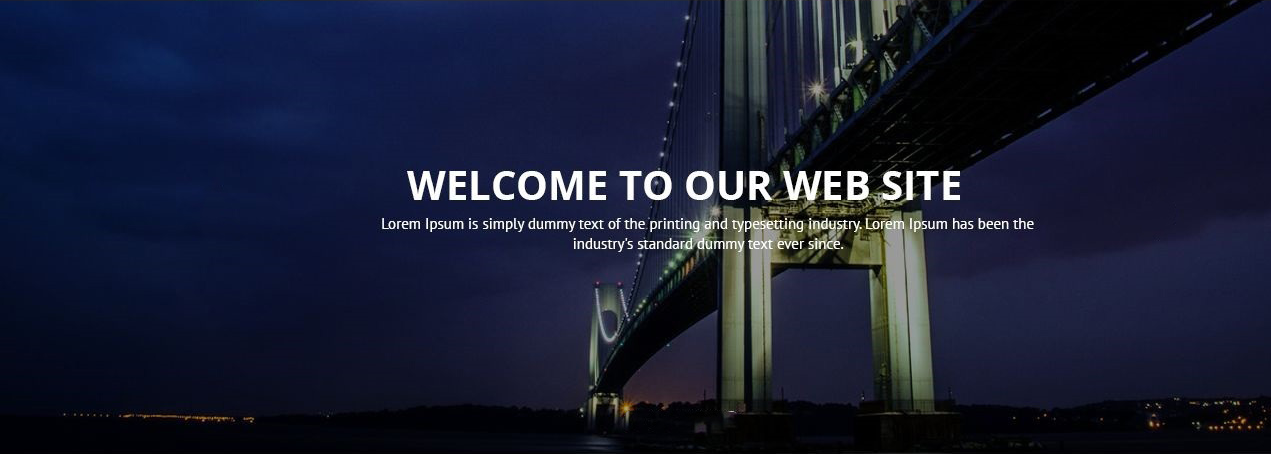 WELCOME TO OUR WEB SITE
Lorem Ipsum is simply dummy text of the printing and typesetting industry. Lorem Ipsum has been the
industry's standard dummy text ever since.